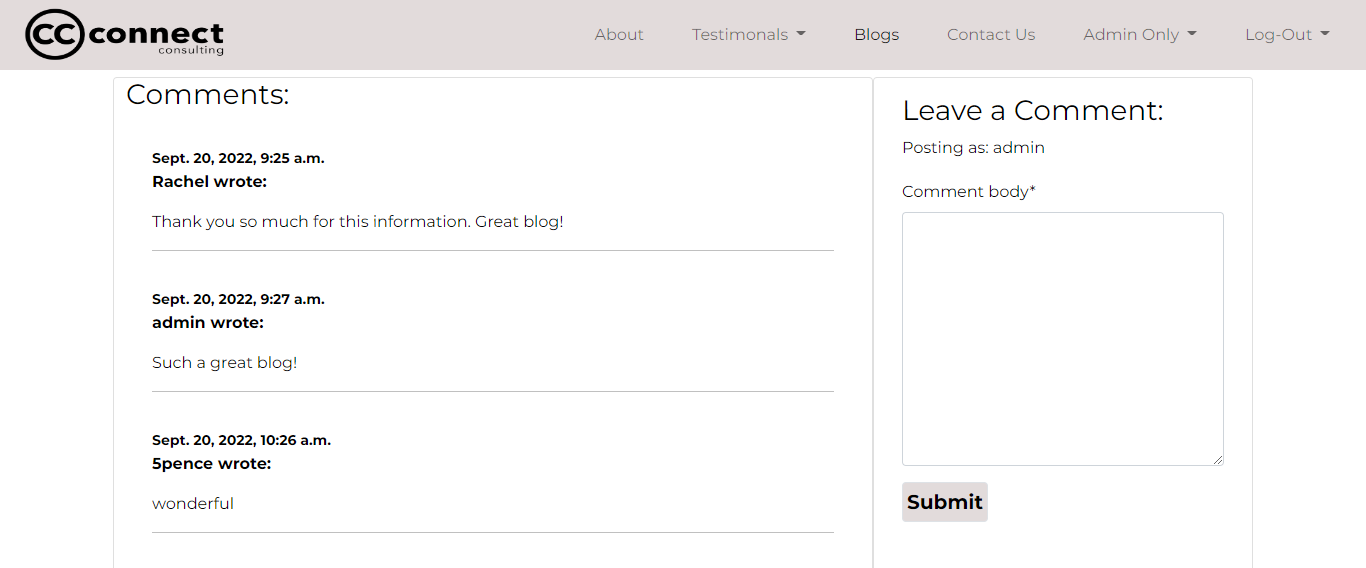 CC connect
consulting
About Testimonals Blogs Contact Us Admin Only Log-Out
Comments:
Sept. 20, 2022, 9:25 a.m.
Rachel wrote:
Thank you so much for this information. Great blog!
Sept. 20, 2022, 9:27 a.m.
admin wrote:
Such a great blog!
Sept. 20, 2022, 10:26 a.m.
5pence wrote:
wonderful
Leave a Comment:
Posting as: admin
Comment body*
Submit